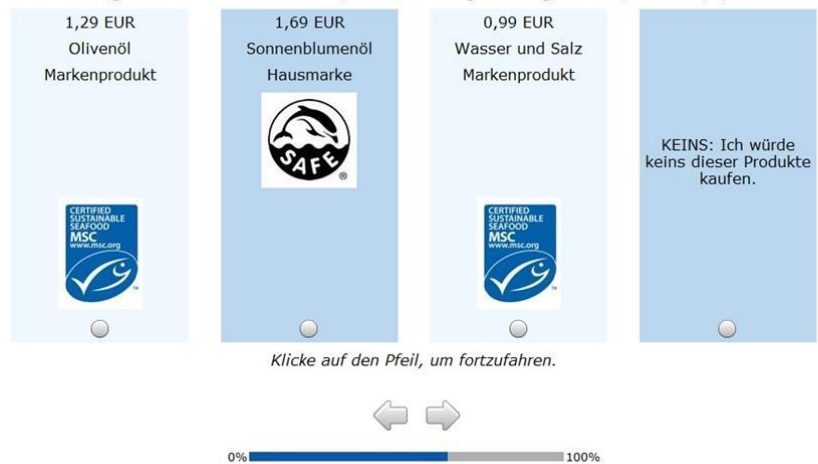 1,29 EUR
Olivenöl
Markenprodukt
CERTIFIED
SUSTAINABLE
SEAFOOD
MSC
www.msc.org
1,69 EUR
Sonnenblumenöl
Hausmarke
SAFE
®
0,99 EUR
Wasser und Salz
Markenprodukt
CERTIFIED
SUSTAINABLE
SEAFOOD
MSC
www.msc.org
KEINS: Ich würde
keins dieser Produkte
kaufen.
Klicke auf den Pfeil, um fortzufahren.
0% 100%